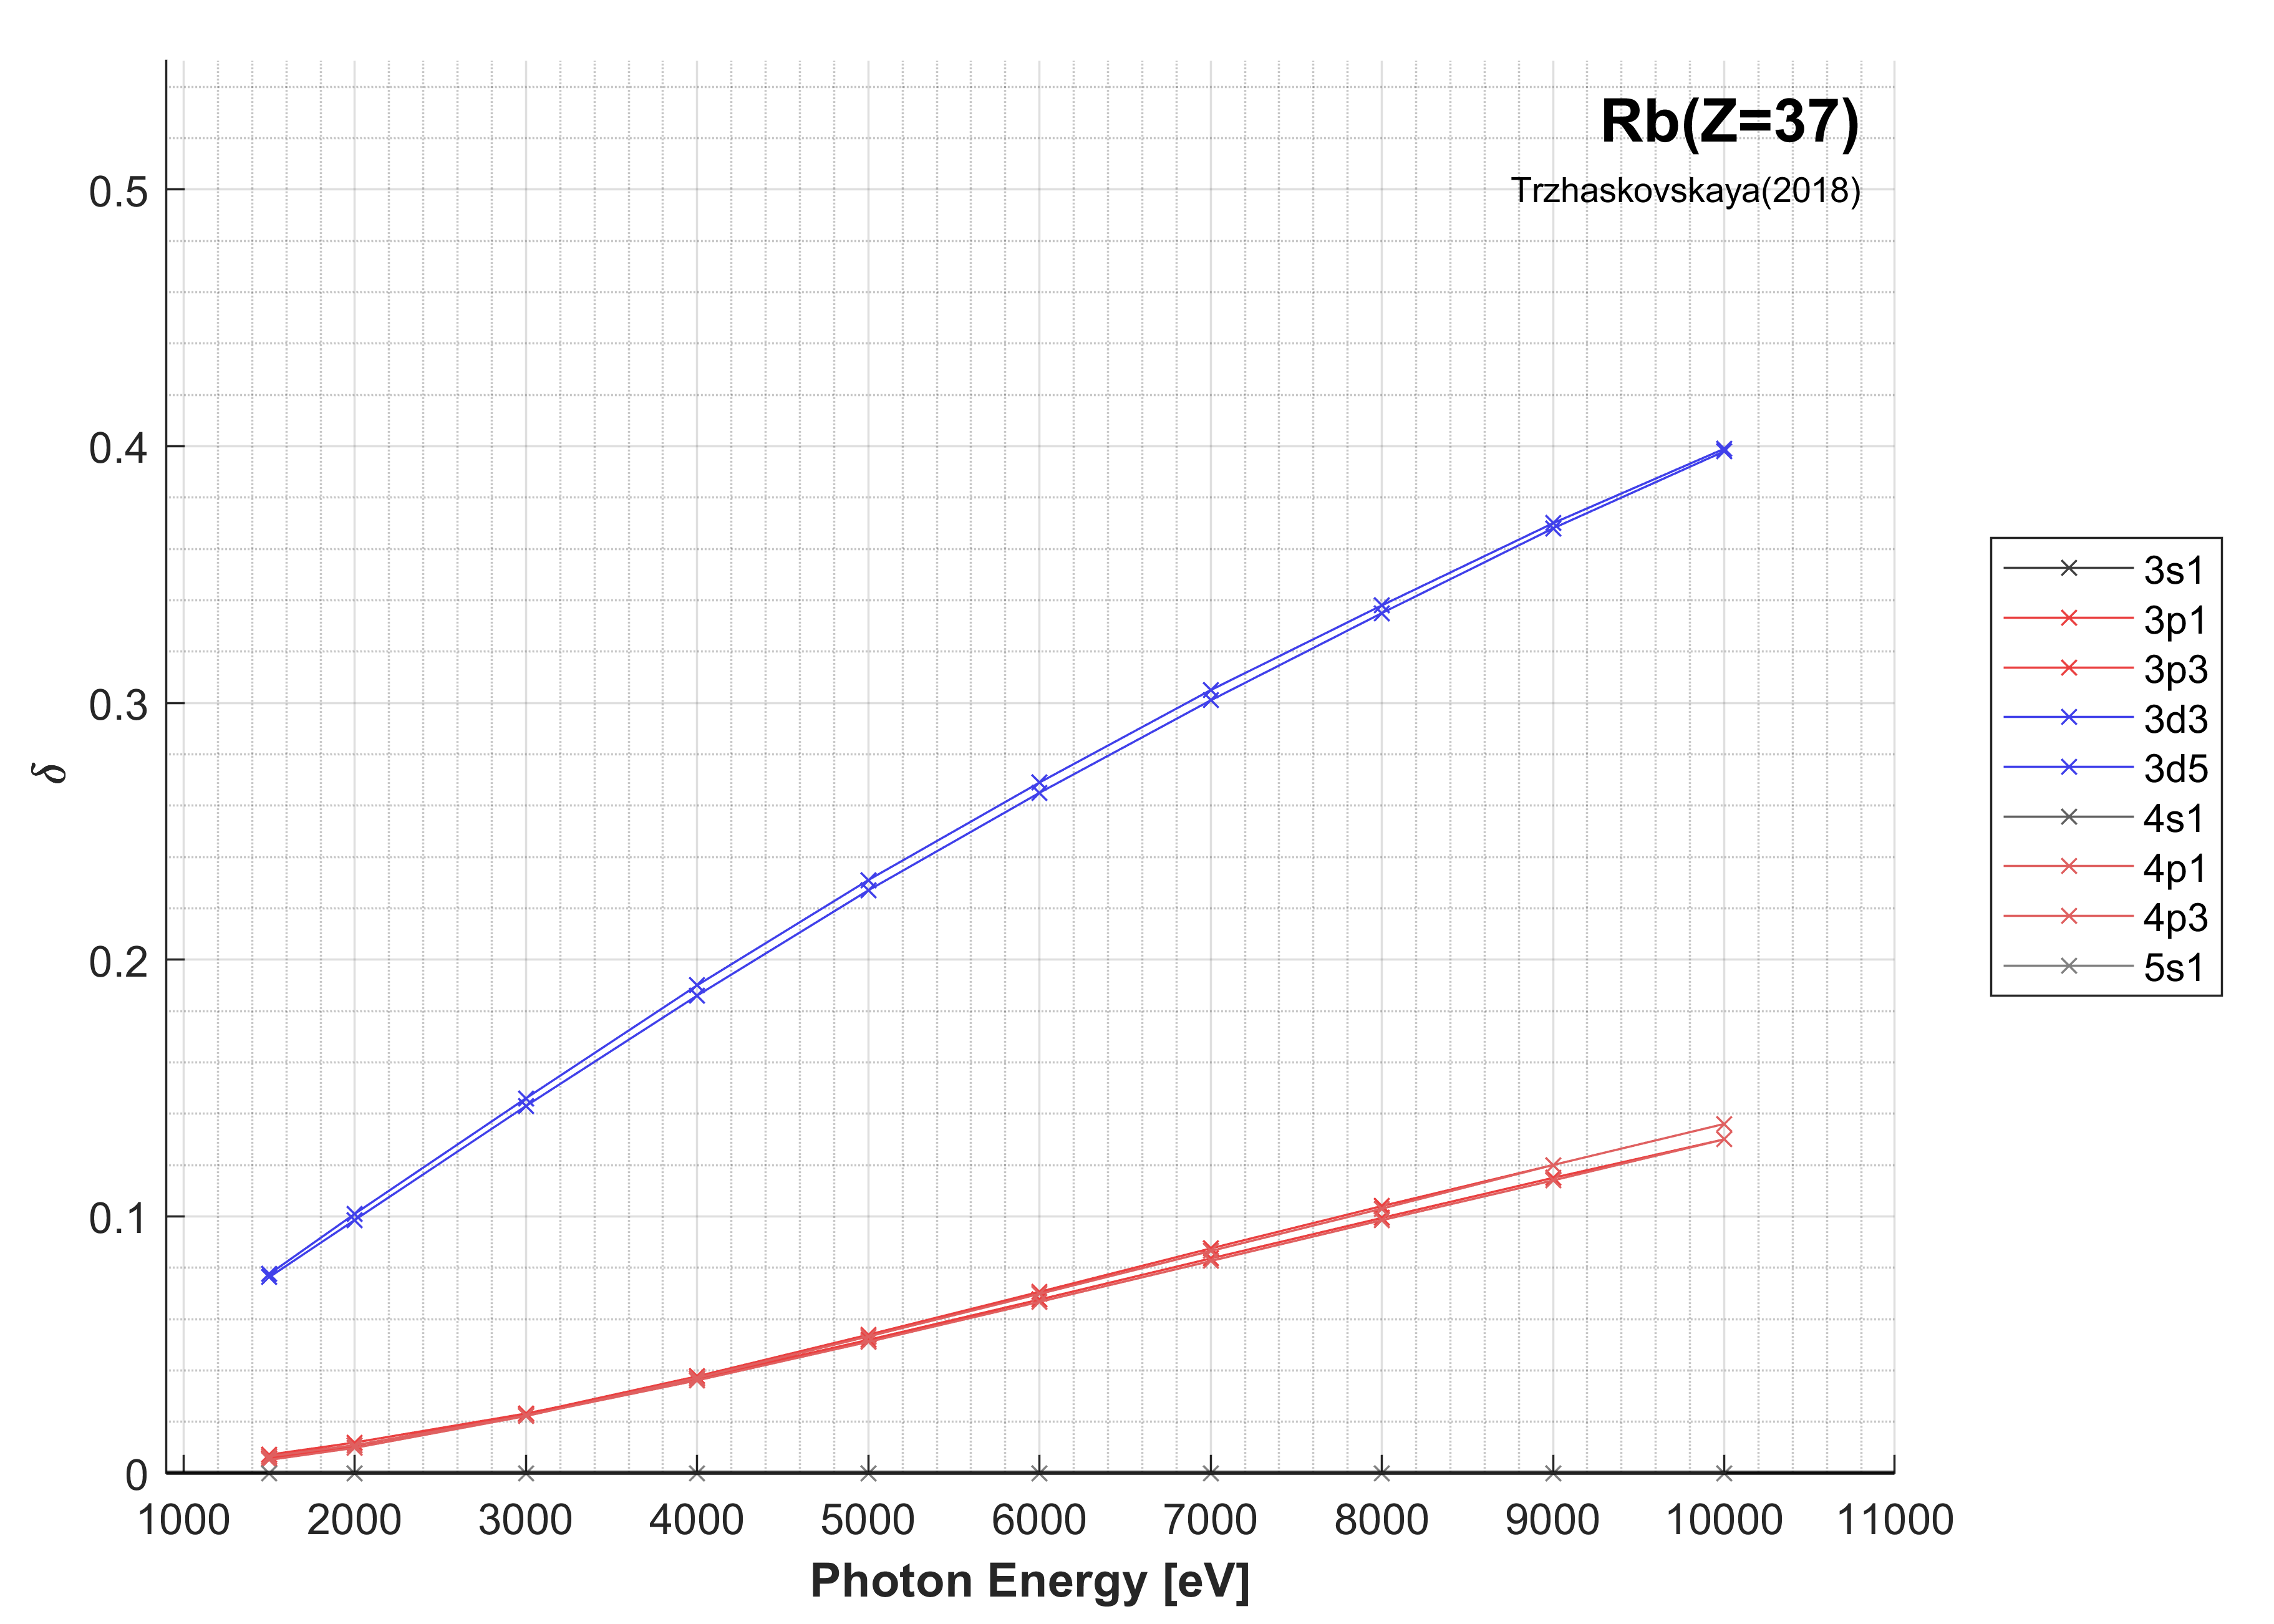 Rb(Z=37)
Trzhaskovskaya(2018)
0.5
0.4
0.3
0.2
0.1
0
δ
1000 2000 3000 4000 5000 6000 7000 8000 9000 10000 11000
Photon Energy [eV]
3s1
3p1
3p3
3d3
3d5
4s1
4p1
4p3
5s1